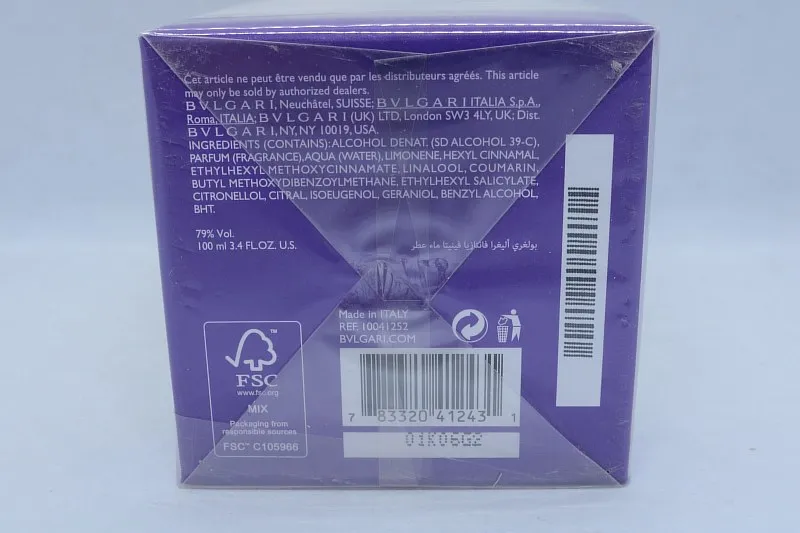 Cet article ne peut être vendu que par les distributeurs agréés. This article
may only be sold by authorized dealers.
BVLGARI, Neuchâtel, SUISSE; BVLGARI ITALIA S.p.A.,
Roma, ITALIA; BVLGARI (UK) LTD, London SW3 4LY, UK; Dist.
BVLGARI, NY, NY 10019, USA.
INGREDIENTS (CONTAINS): ALCOHOL DENAT. (SD ALCOHOL 39-C),
PARFUM (FRAGRANCE), AQUA (WATER), LIMONENE, HEXYL CINNAMAL,
ETHYLHEXYL METHOXYCINNAMATE, LINALOOL, COUMARIN,
BUTYL METHOXYDIBENZOYLMETHANE, ETHYLHEXYL SALICYLATE,
CITRONELLOL, CITRAL, ISOEUGENOL, GERANIOL, BENZYL ALCOHOL,
BHT.
79% Vol.
100 ml 3.4 FL.OZ. U.S.
بولغري أليغرا فانتازيا فينيتا ماء عطر
Made in ITALY
REF. 10041252
BVLGARI.COM
FSC
www.fsc.org
MIX
Packaging from
responsible sources
FSC™ C105966
7 83320 41243 1
01K06G2